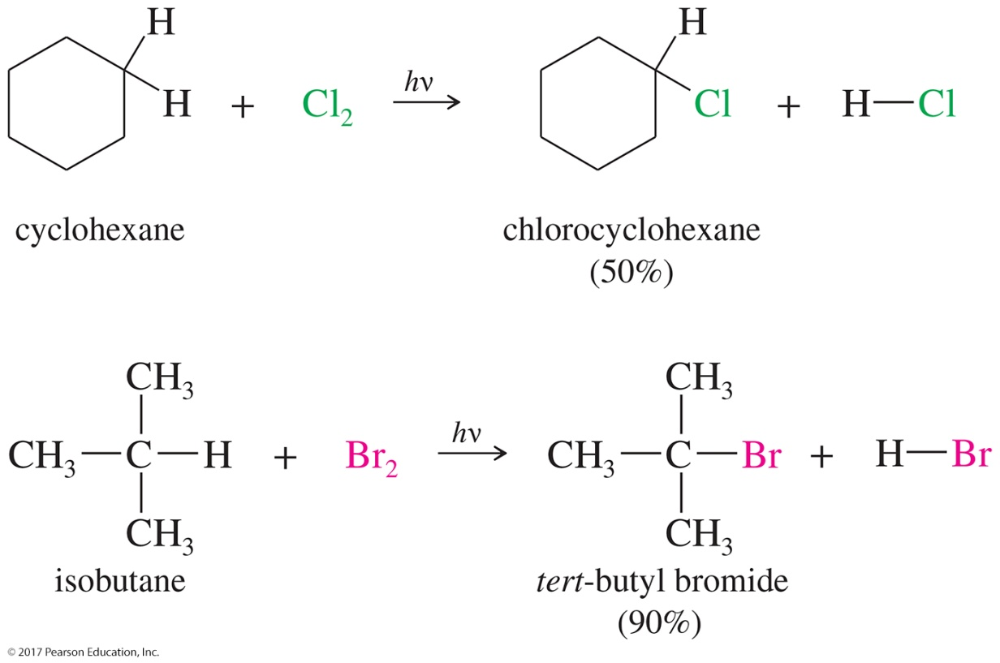 H
H + Cl₂ hν H Cl + H—Cl
cyclohexane chlorocyclohexane
(50%)
CH₃ CH₃
CH₃—C—H + Br₂ hν CH₃—C—Br + H—Br
CH₃ CH₃
isobutane tert-butyl bromide
(90%)
© 2017 Pearson Education, Inc.